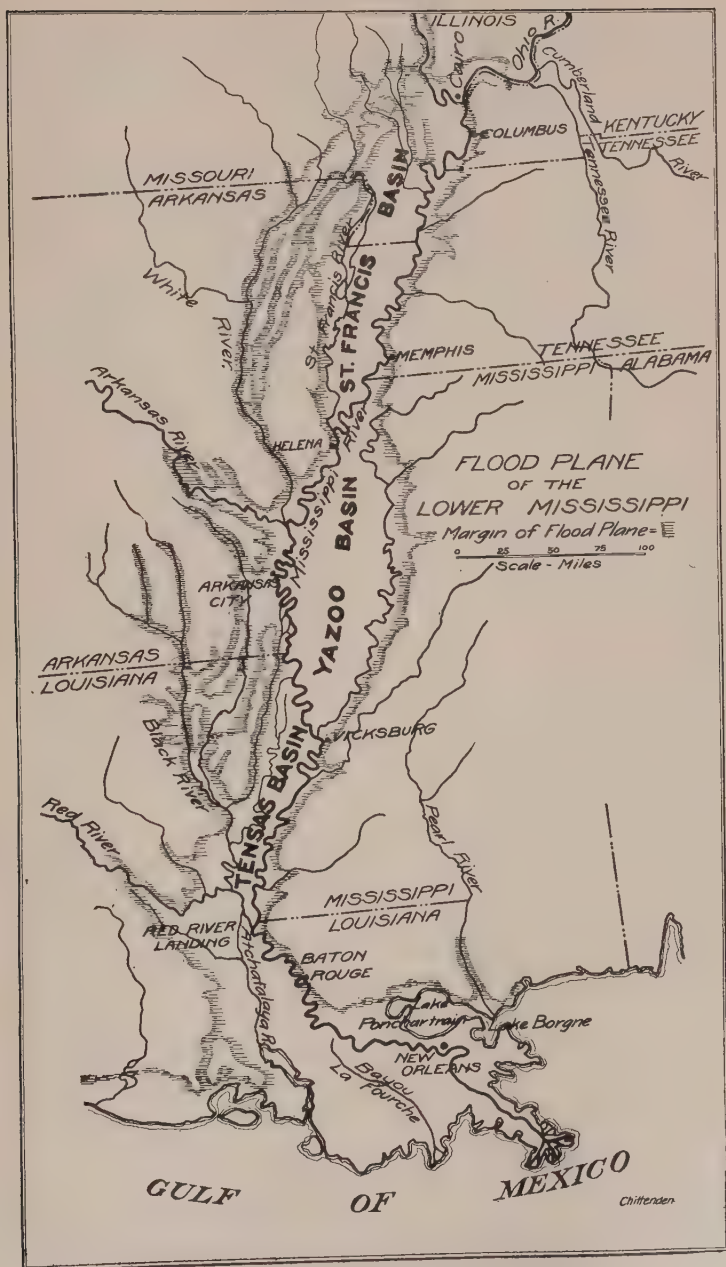 ILLINOIS
Ohio R.
Cairo
Cumberland
COLUMBUS
KENTUCKY
TENNESSEE
River
Tennessee River
MISSOURI
ARKANSAS
BASIN
ST. FRANCIS
St. Francis River
White
River.
MEMPHIS
TENNESSEE
MISSISSIPPI
ALABAMA
Arkansas River
HELENA
Mississippi
River
FLOOD PLANE
OF THE
LOWER MISSISSIPPI
Margin of Flood Plane=
0 25 50 75 100
Scale - Miles
YAZOO BASIN
ARKANSAS
CITY
ARKANSAS
LOUISIANA
Black River
VICKSBURG
TENSAS BASIN
Red River
Pearl River
MISSISSIPPI
LOUISIANA
RED RIVER
LANDING
Atchafalaya R.
BATON
ROUGE
Lake
Ponchartrain
Lake Borgne
NEW
ORLEANS
Bayou
La Fourche
GULF OF MEXICO
Chittenden